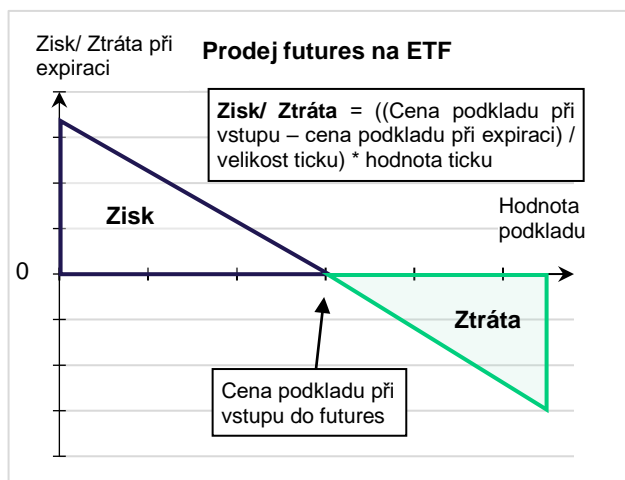 Zisk/ Ztráta při
expiraci
Prodej futures na ETF
Zisk/ Ztráta = ((Cena podkladu při
vstupu – cena podkladu při expiraci) /
velikost ticku) * hodnota ticku
Hodnota
podkladu
Zisk
0
Ztráta
Cena podkladu při
vstupu do futures